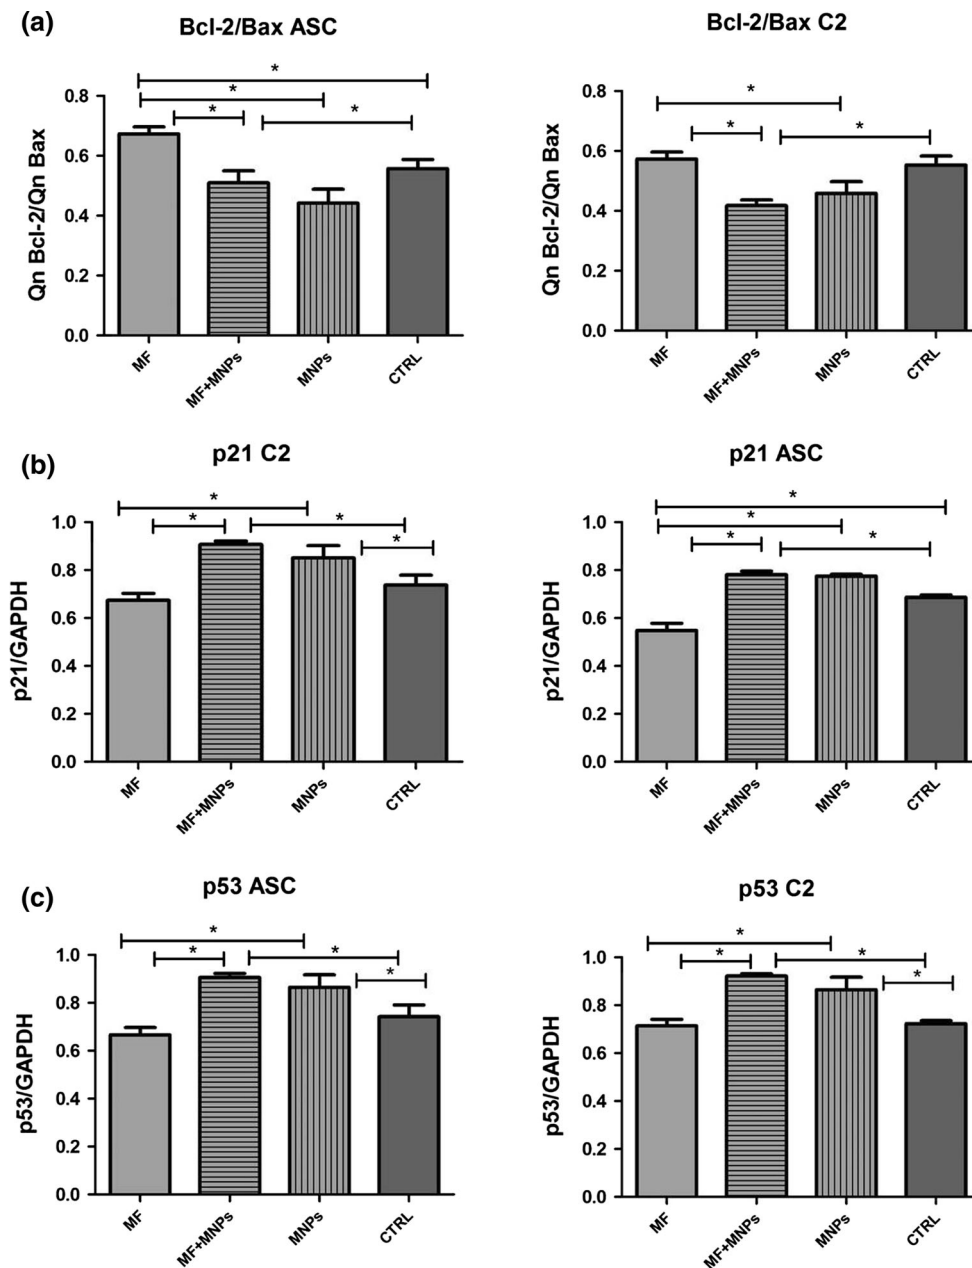 (a)
Bcl-2/Bax ASC
Qn Bcl-2/Qn Bax
0.8
0.6
0.4
0.2
0.0
*
*
*
*
MF
MF+MNPs
MNPs
CTRL
Bcl-2/Bax C2
Qn Bcl-2/Qn Bax
0.8
0.6
0.4
0.2
0.0
*
*
*
MF
MF+MNPs
MNPs
CTRL
(b)
p21 C2
p21/GAPDH
1.0
0.8
0.6
0.4
0.2
0.0
*
*
*
*
MF
MF+MNPs
MNPs
CTRL
p21 ASC
p21/GAPDH
1.0
0.8
0.6
0.4
0.2
0.0
*
*
*
*
MF
MF+MNPs
MNPs
CTRL
(c)
p53 ASC
p53/GAPDH
1.0
0.8
0.6
0.4
0.2
0.0
*
*
*
*
MF
MF+MNPs
MNPs
CTRL
p53 C2
p53/GAPDH
1.0
0.8
0.6
0.4
0.2
0.0
*
*
*
*
MF
MF+MNPs
MNPs
CTRL